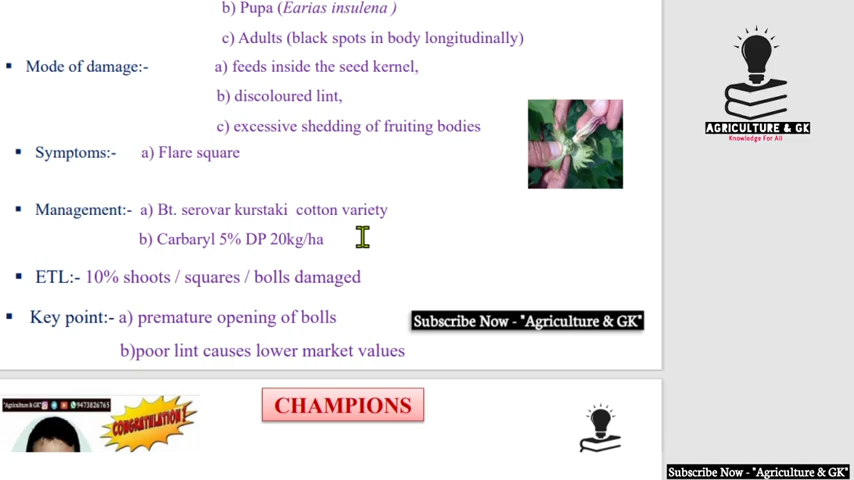 b) Pupa (Earias insulena )
c) Adults (black spots in body longitudinally)
▪ Mode of damage:- a) feeds inside the seed kernel,
b) discoloured lint,
c) excessive shedding of fruiting bodies
▪ Symptoms:- a) Flare square
▪ Management:- a) Bt. serovar kurstaki cotton variety
b) Carbaryl 5% DP 20kg/ha
▪ ETL:- 10% shoots / squares / bolls damaged
▪ Key point:- a) premature opening of bolls
b)poor lint causes lower market values
Subscribe Now - "Agriculture & GK"
AGRICULTURE & GK
Knowledge For All
"Agriculture & GK" 9473826765
CONGRATULATION!
CHAMPIONS
Subscribe Now - "Agriculture & GK"